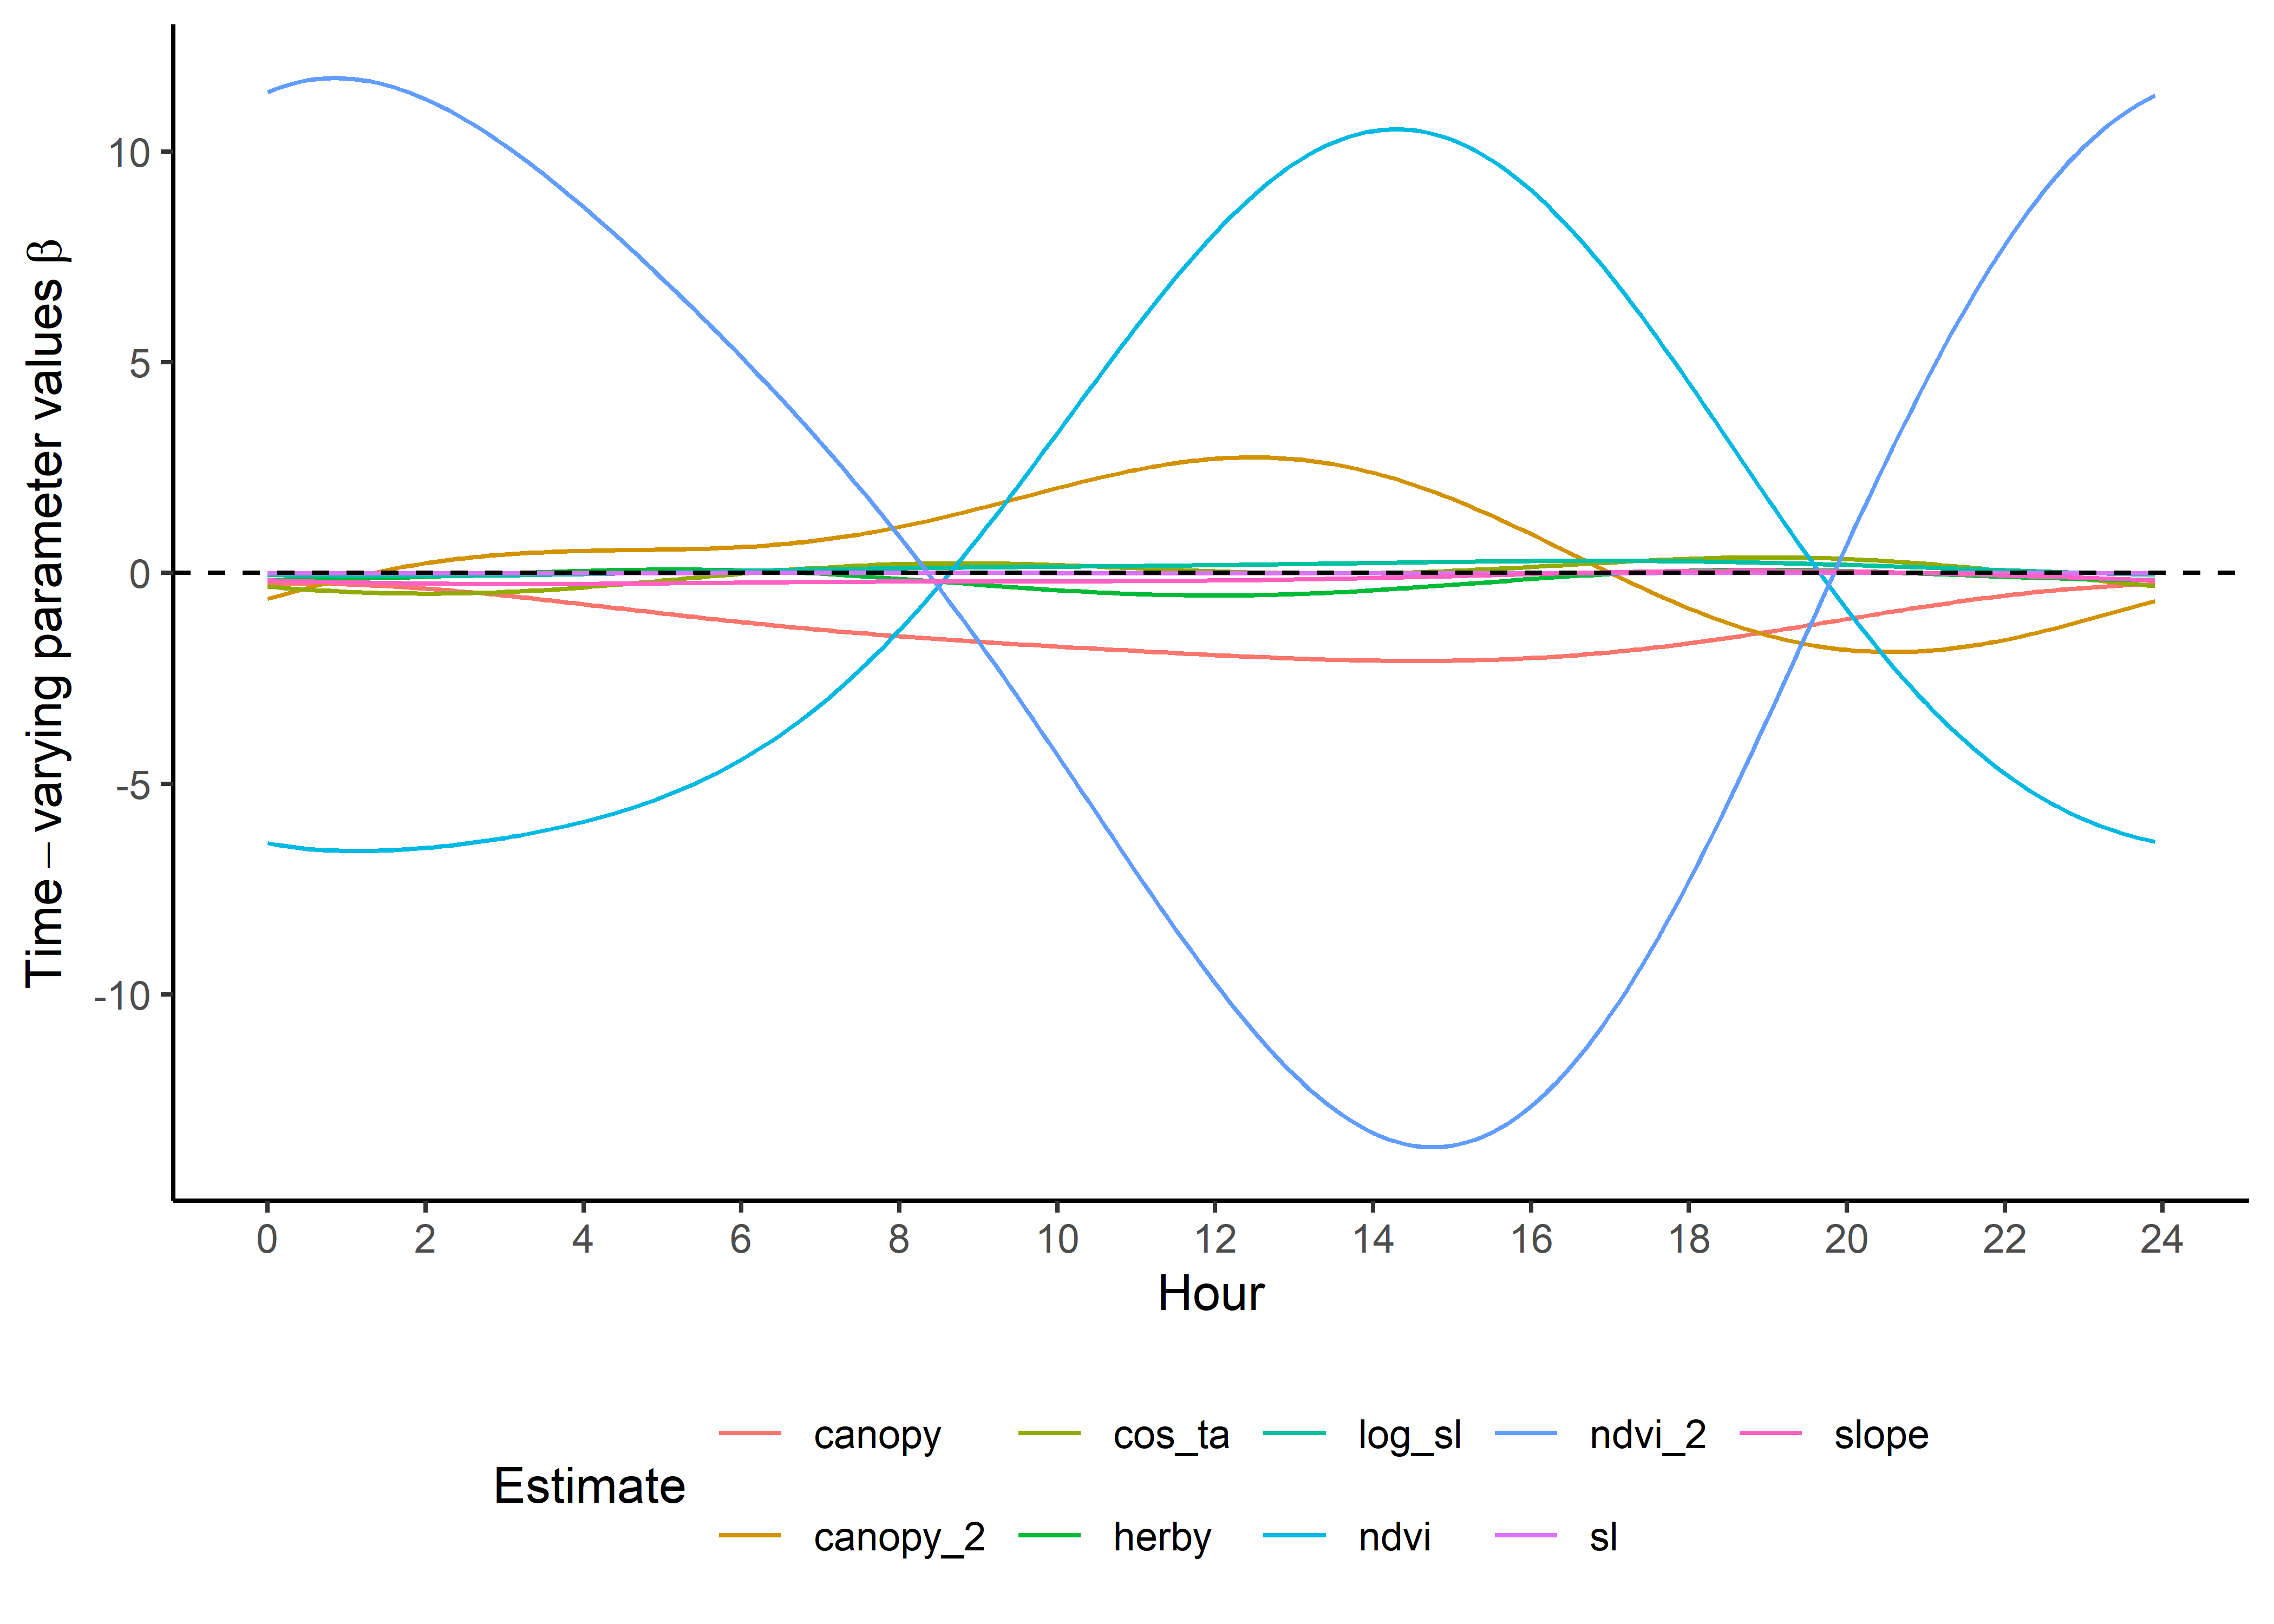 Time − varying parameter values β
10
5
0
-5
-10
0 2 4 6 8 10 12 14 16 18 20 22 24
Hour
Estimate
canopy cos_ta log_sl ndvi_2 slope
canopy_2 herby ndvi sl